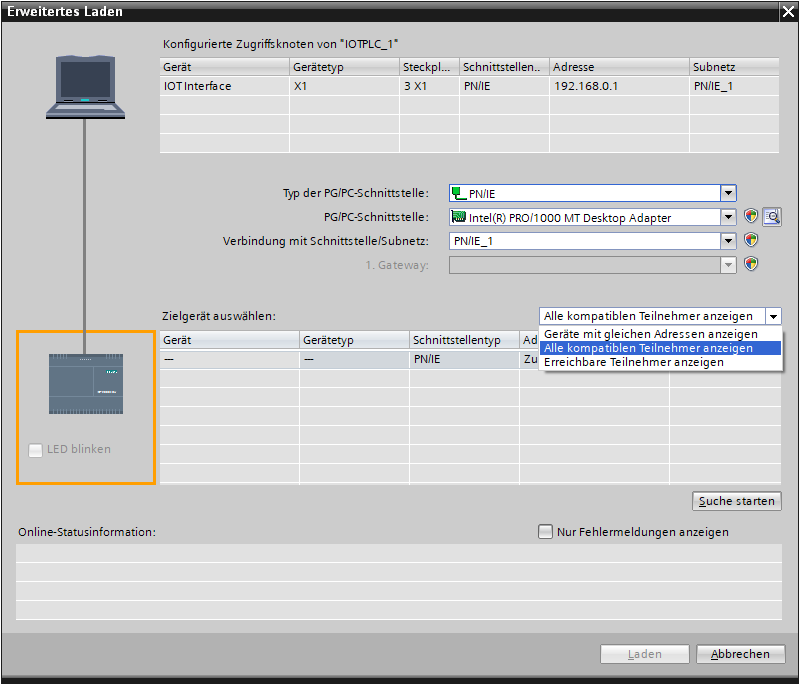 Erweitertes Laden
Konfigurierte Zugriffsknoten von "IOTPLC_1"
Gerät Gerätetyp Steckpl... Schnittstellen.. Adresse Subnetz
IOT Interface X1 3 X1 PN/IE 192.168.0.1 PN/IE_1
Typ der PG/PC-Schnittstelle: PN/IE
PG/PC-Schnittstelle: Intel(R) PRO/1000 MT Desktop Adapter
Verbindung mit Schnittstelle/Subnetz: PN/IE_1
1. Gateway:
Zielgerät auswählen: Alle kompatiblen Teilnehmer anzeigen
Geräte mit gleichen Adressen anzeigen
Alle kompatiblen Teilnehmer anzeigen
Erreichbare Teilnehmer anzeigen
Gerät Gerätetyp Schnittstellentyp Ad
— — PN/IE Zu
LED blinken
Suche starten
Online-Statusinformation: Nur Fehlermeldungen anzeigen
Laden Abbrechen